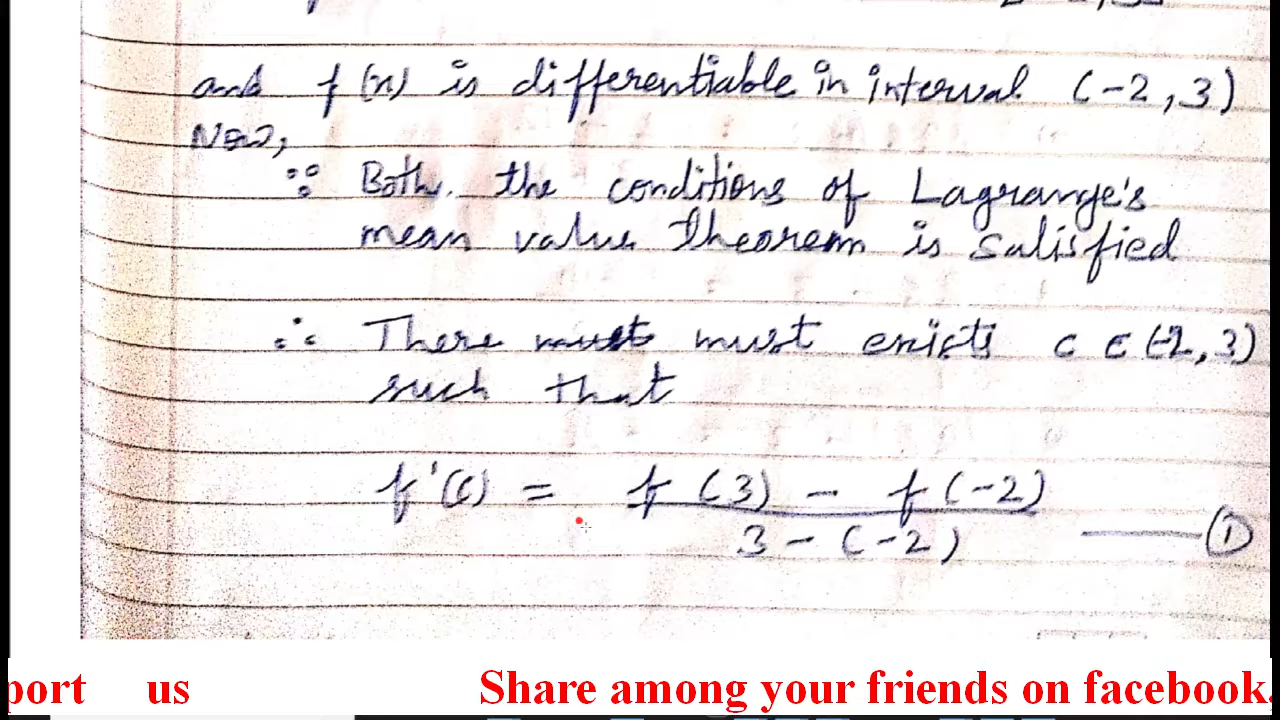 and f(x) is differentiable in interval (-2, 3)
Now,
∵ Both the conditions of Lagrange's
mean value theorem is satisfied
∴ There must must exists c ∈ (-2, 3)
such that
f'(c) = f(3) - f(-2) / 3 - (-2) —— ①
port us Share among your friends on facebook.